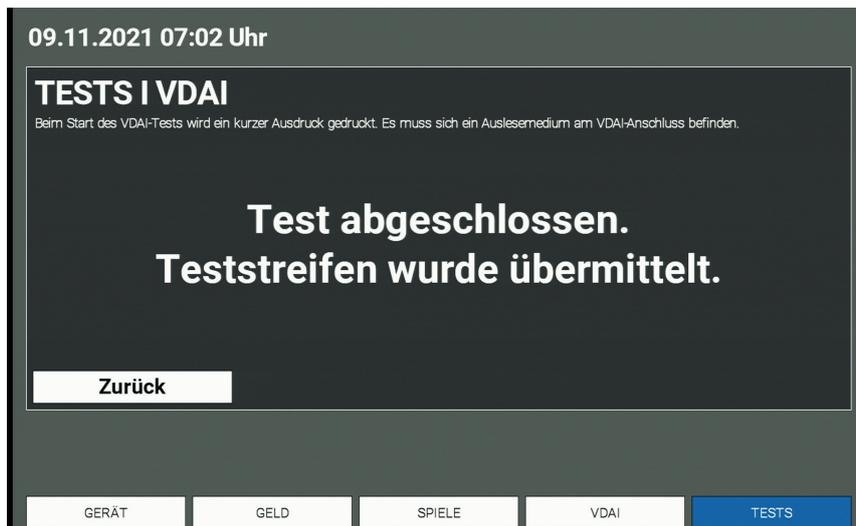 09.11.2021 07:02 Uhr
TESTS I VDAI
Beim Start des VDAI-Tests wird ein kurzer Ausdruck gedruckt. Es muss sich ein Auslesemedium am VDAI-Anschluss befinden.
Test abgeschlossen.
Teststreifen wurde übermittelt.
Zurück
GERÄT GELD SPIELE VDAI TESTS